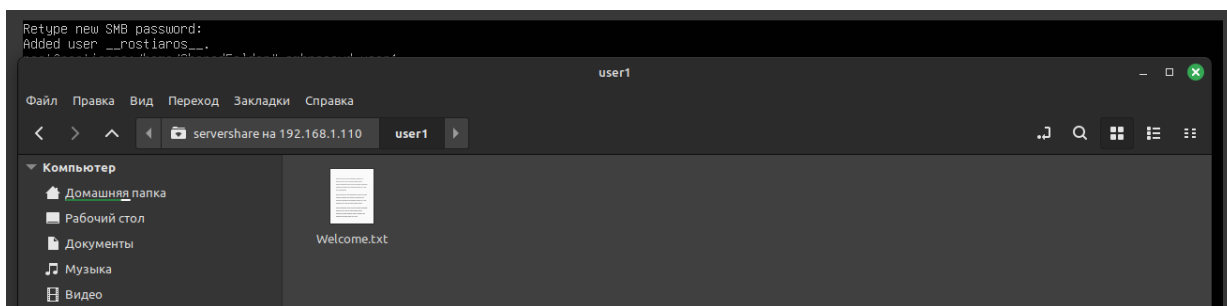 Retype new SMB password:
Added user __rostiaros__.
user1
Файл Правка Вид Переход Закладки Справка
servershare на 192.168.1.110 user1
Компьютер
Домашняя папка
Рабочий стол
Документы
Welcome.txt
Музыка
Видео